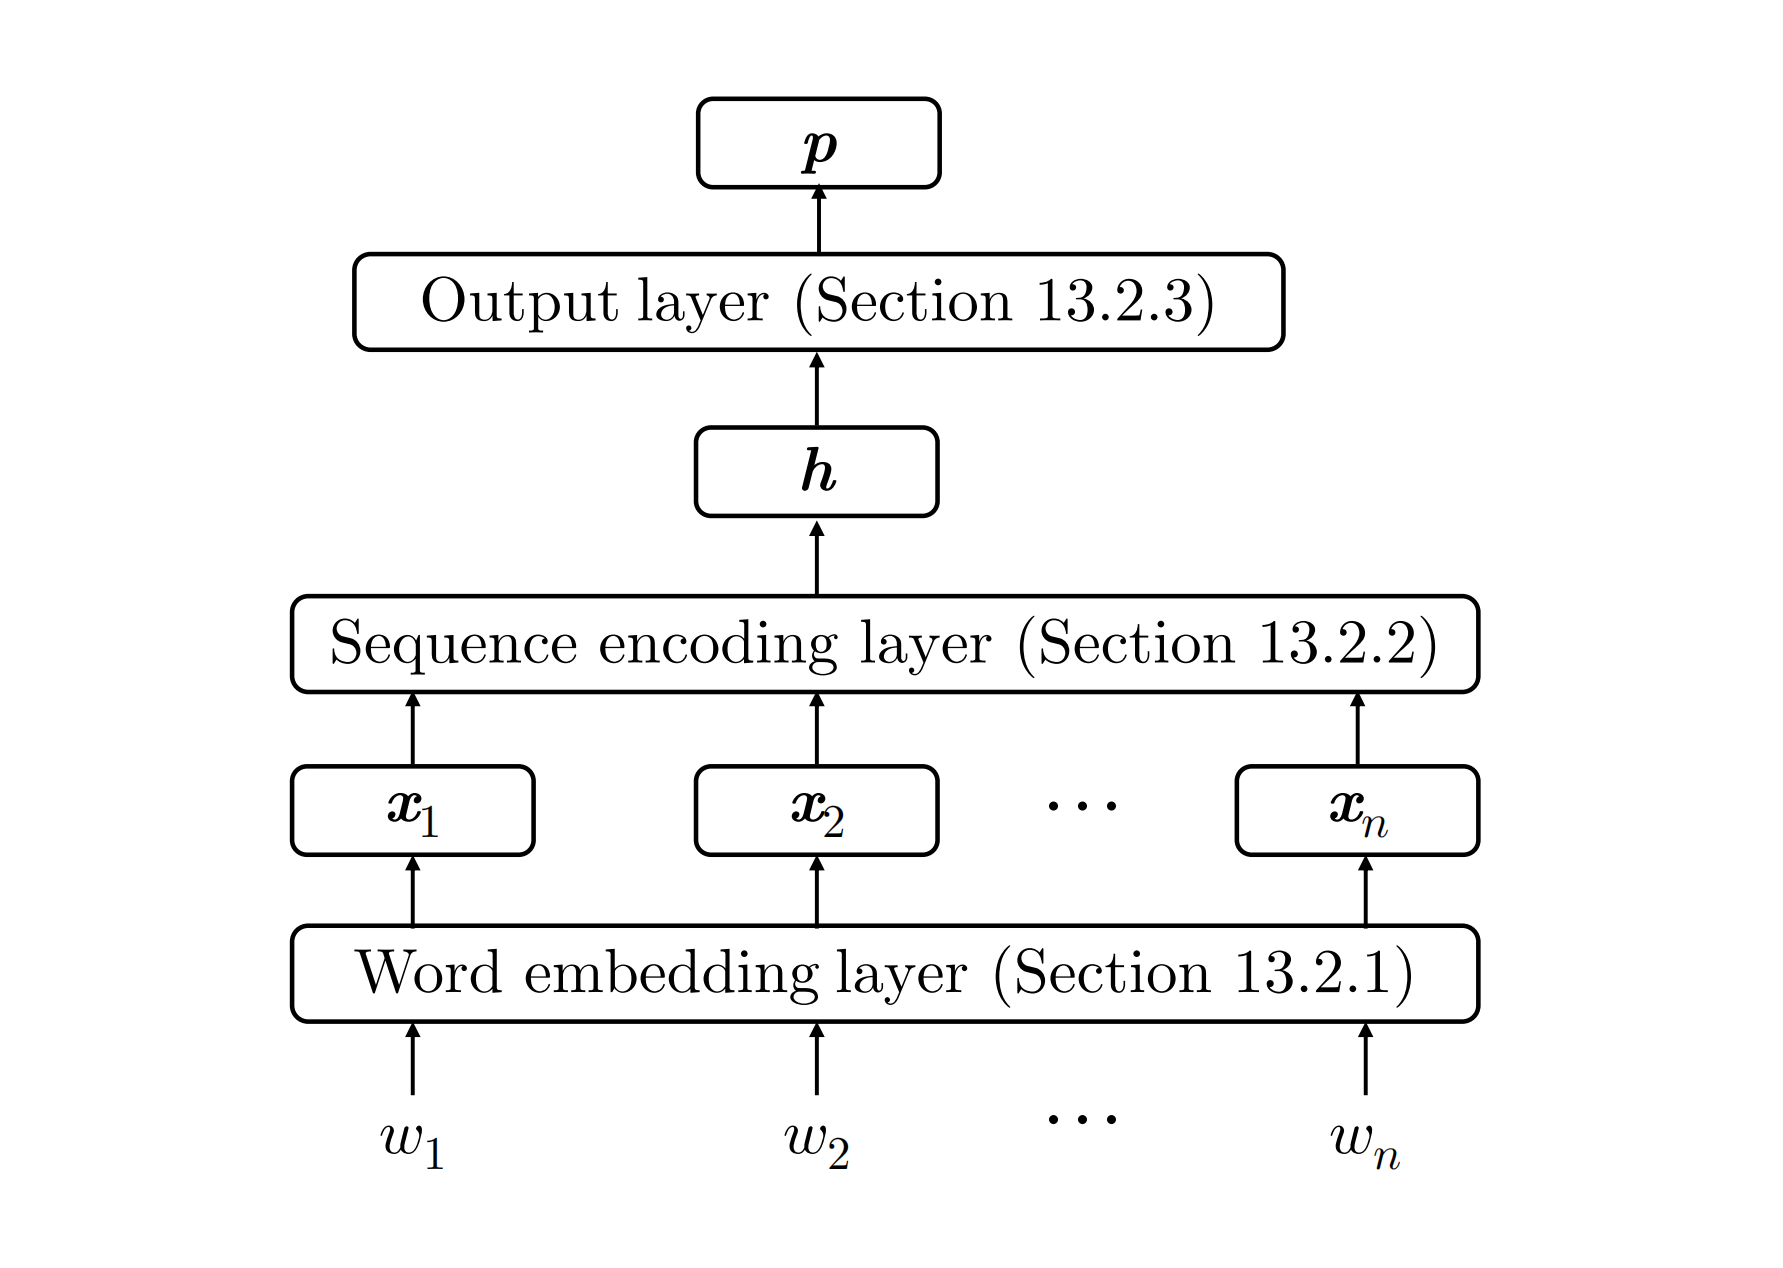 p
Output layer (Section 13.2.3)
h
Sequence encoding layer (Section 13.2.2)
x₁ x₂ ··· xₙ
Word embedding layer (Section 13.2.1)
w₁ w₂ ··· wₙ